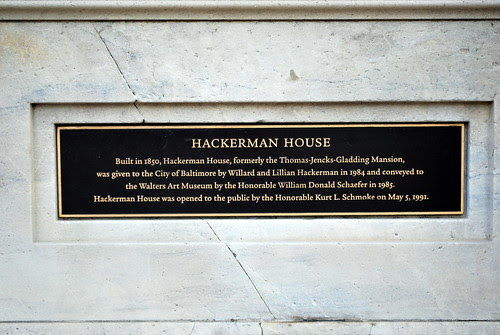 HACKERMAN HOUSE
Built in 1850, Hackerman House, formerly the Thomas-Jencks-Gladding Mansion,
was given to the City of Baltimore by Willard and Lillian Hackerman in 1984 and conveyed to
the Walters Art Museum by the Honorable William Donald Schaefer in 1985.
Hackerman House was opened to the public by the Honorable Kurt L. Schmoke on May 5, 1991.